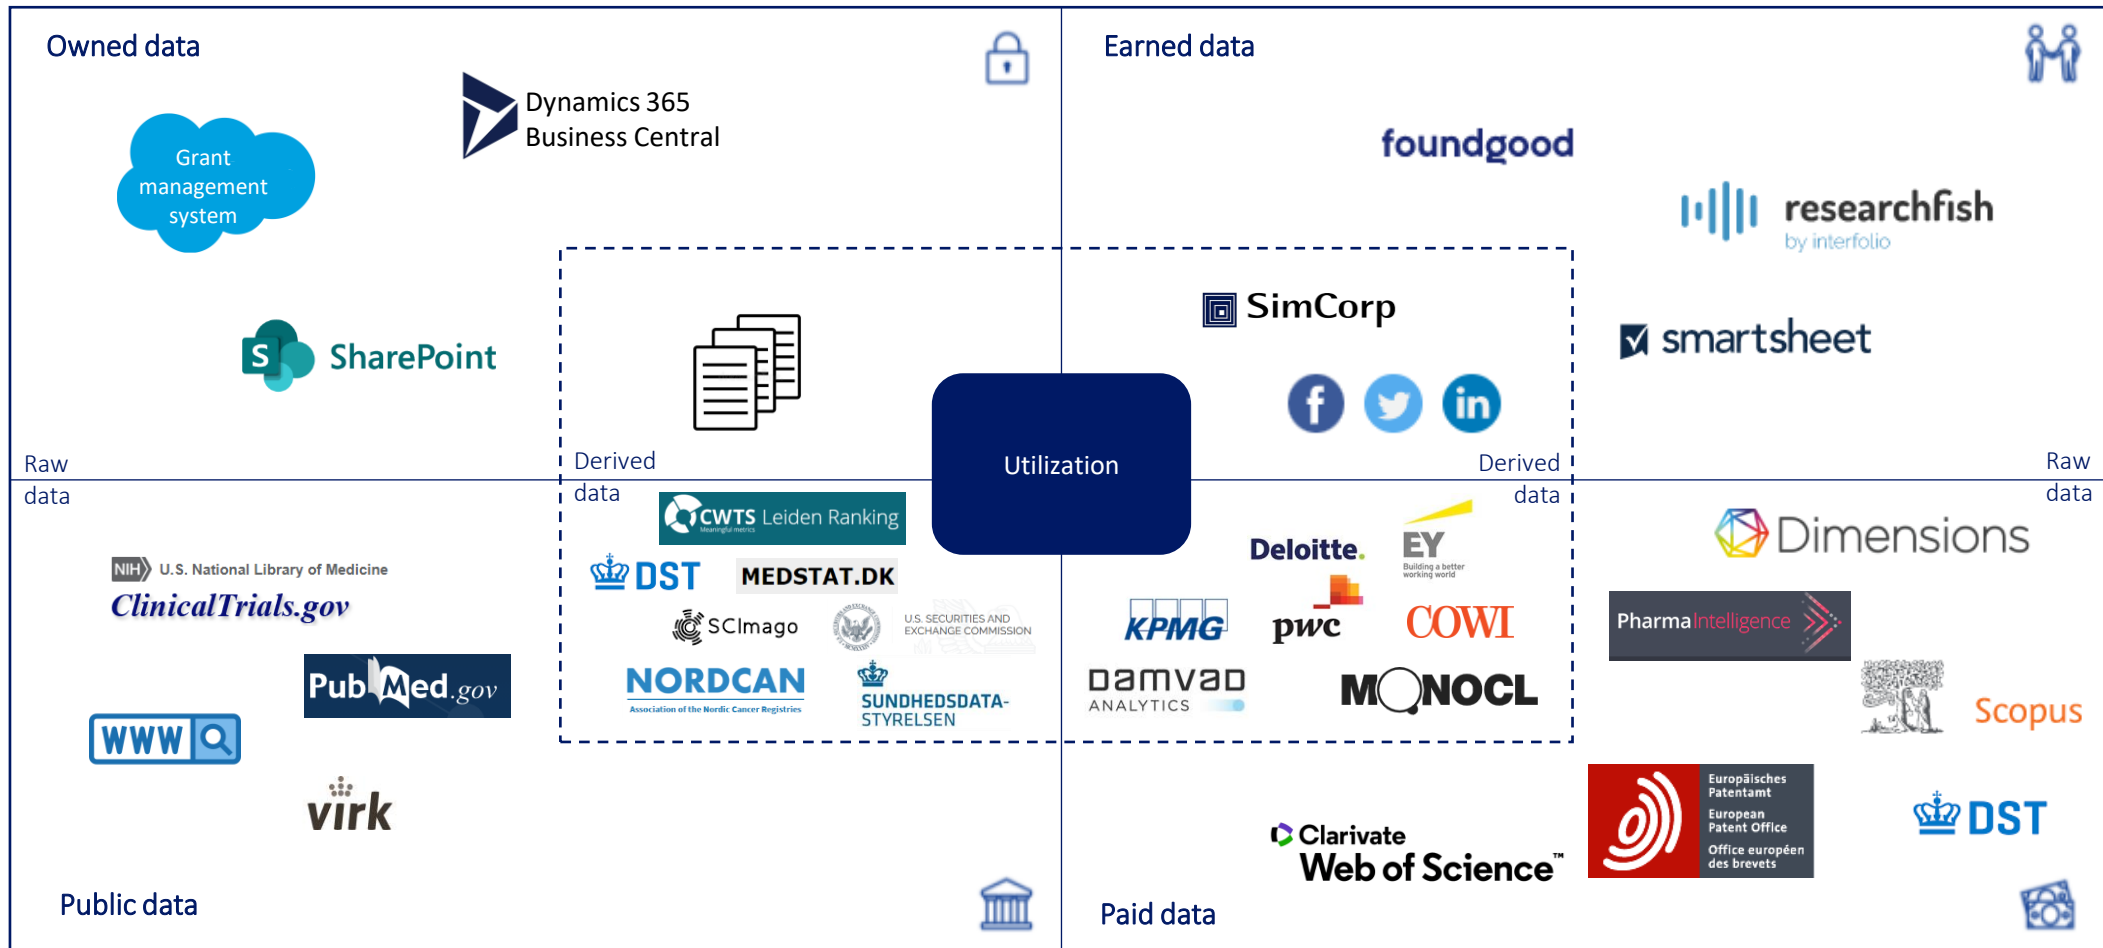 Owned data
Dynamics 365
Business Central
Grant
management
system
S
SharePoint
Raw
data
Derived
data
Earned data
foundgood
researchfish
by interfolio
SimCorp
smartsheet
f
in
Derived
data
Raw
data
Utilization
CWTS Leiden Ranking
Meaningful metrics
NIH U.S. National Library of Medicine
ClinicalTrials.gov
DST
MEDSTAT.DK
SCImago
U.S. SECURITIES AND
EXCHANGE COMMISSION
PubMed.gov
NORDCAN
Association of the Nordic Cancer Registries
SUNDHEDSDATA-
STYRELSEN
WWW
virk
Public data
Deloitte.
EY
Building a better
working world
KPMG
pwc
COWI
DAMVAD
ANALYTICS
MONOCL
Dimensions
PharmaIntelligence
Scopus
Clarivate
Web of Science™
Europäisches
Patentamt
European
Patent Office
Office européen
des brevets
DST
Paid data